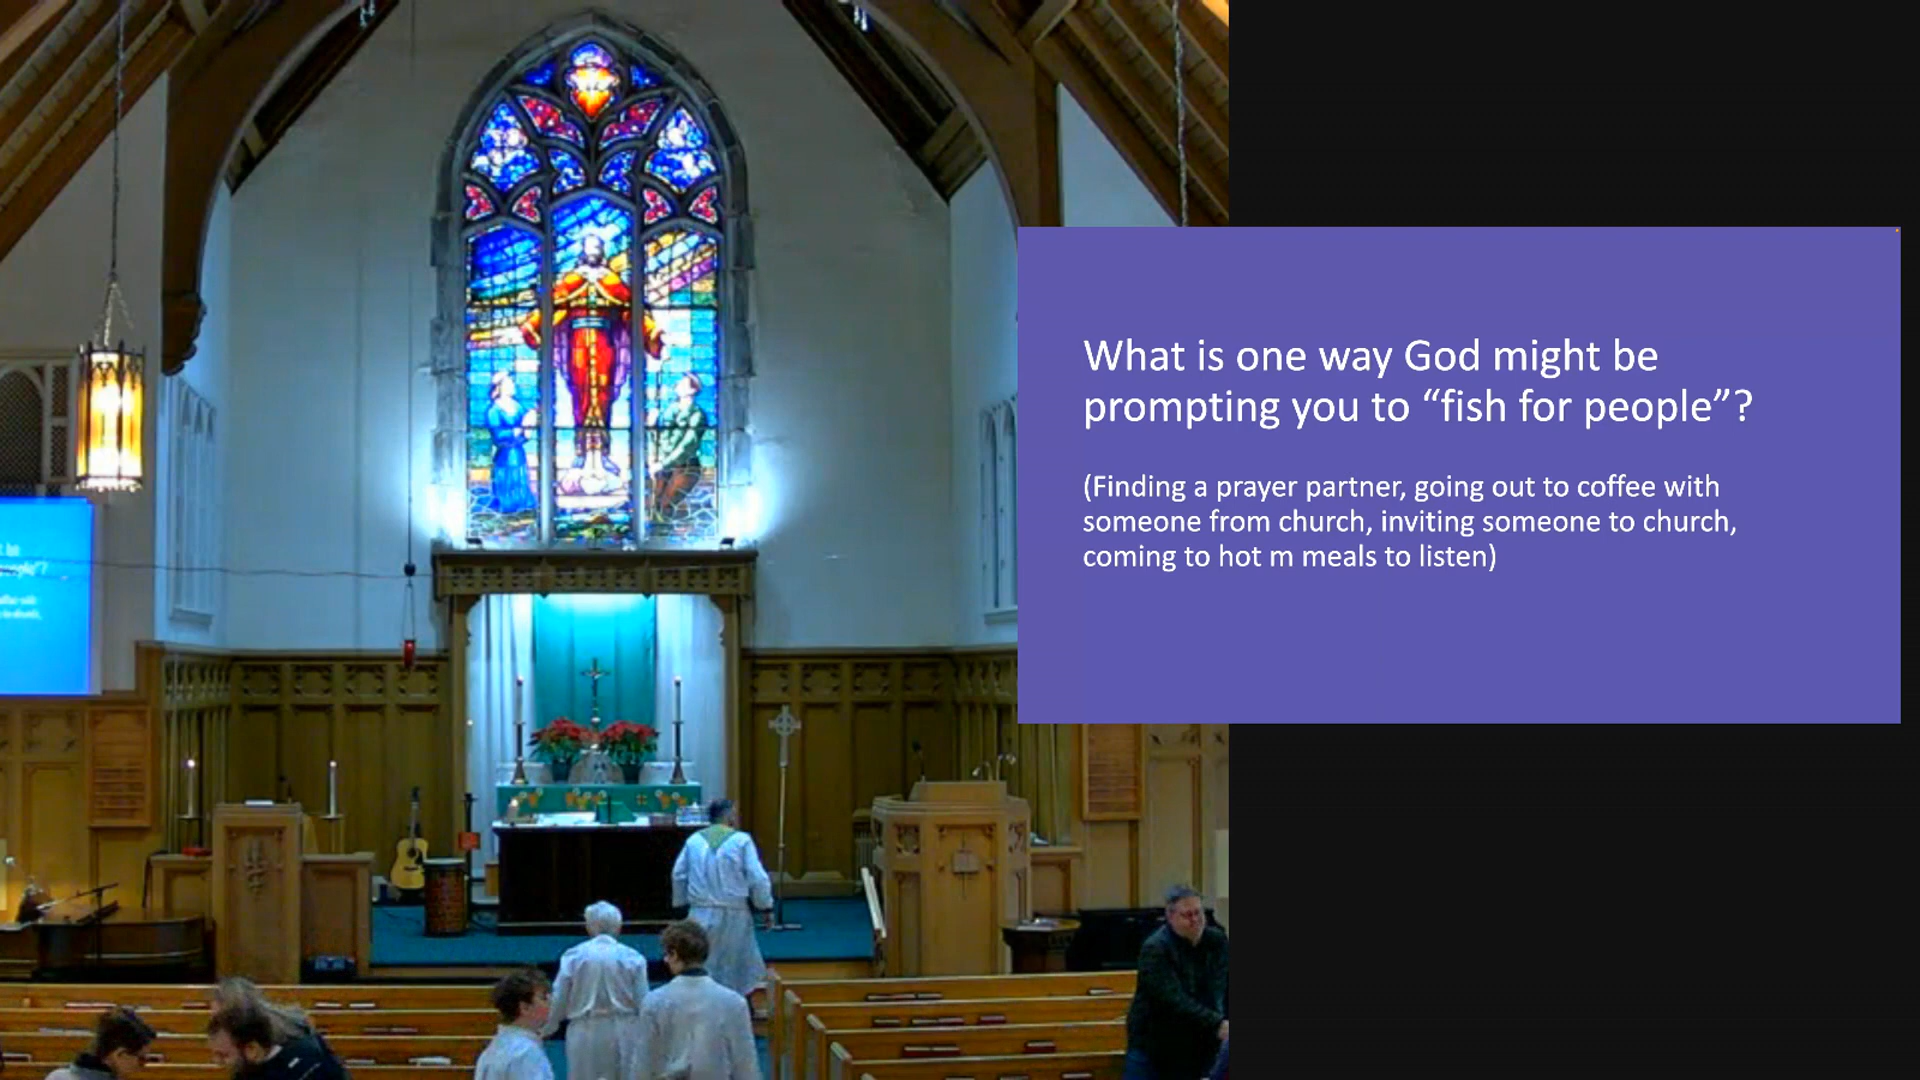 What is one way God might be
prompting you to “fish for people”?
(Finding a prayer partner, going out to coffee with
someone from church, inviting someone to church,
coming to hot m meals to listen)